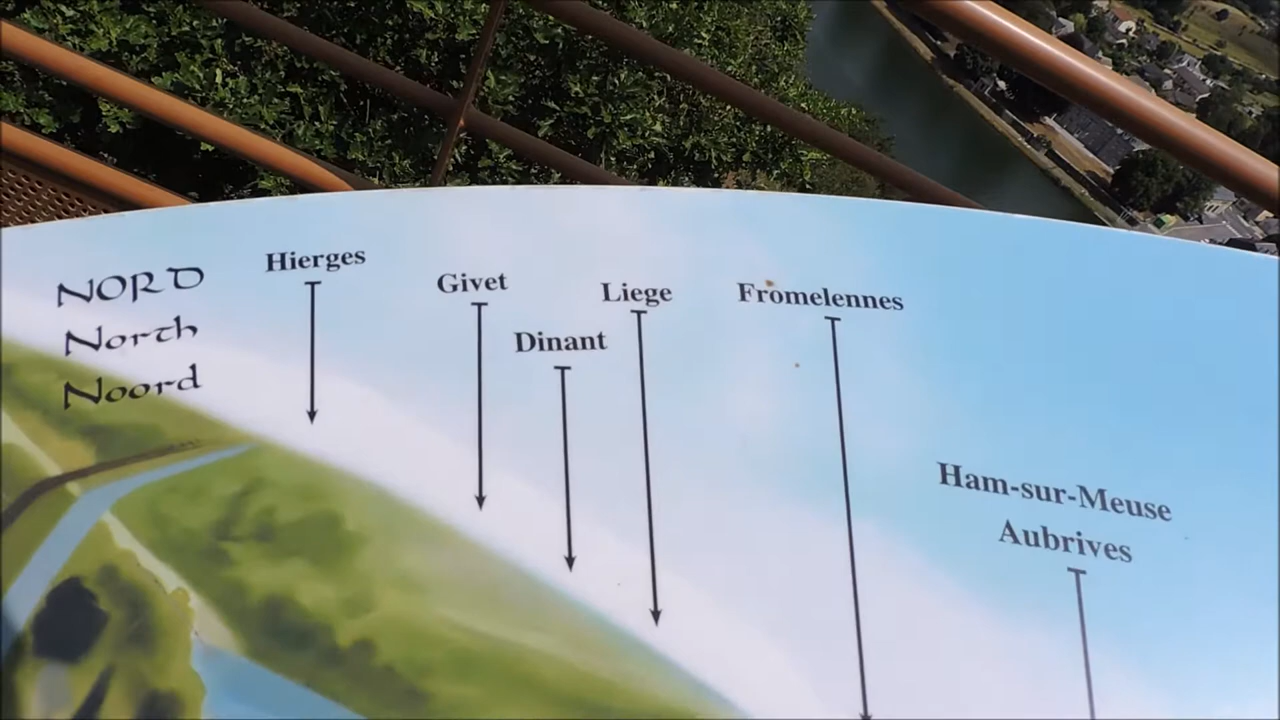 NORD
North
Noord
Hierges
Givet
Dinant
Liege
Fromelennes
Ham-sur-Meuse
Aubrives